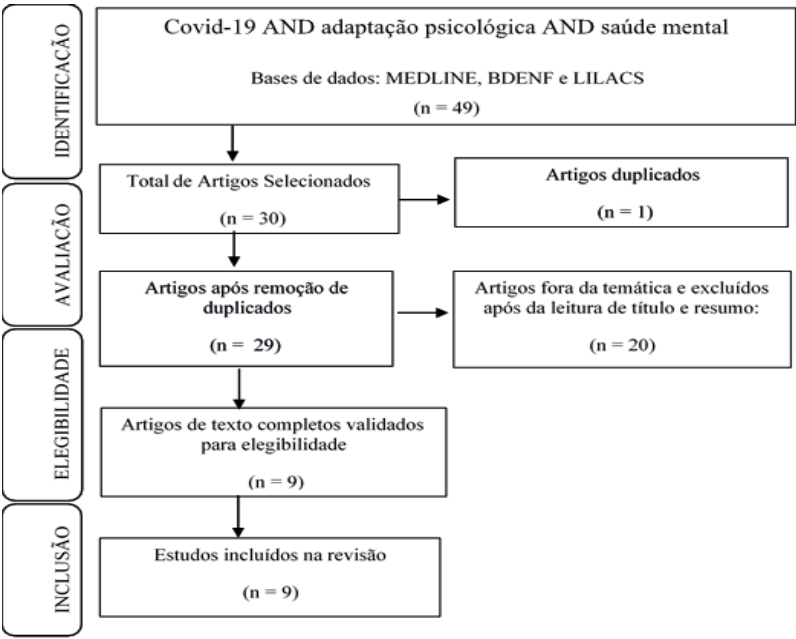 IDENTIFICAÇÃO
Covid-19 AND adaptação psicológica AND saúde mental
Bases de dados: MEDLINE, BDENF e LILACS
(n = 49)
AVALIAÇÃO
Total de Artigos Selecionados
(n = 30)
Artigos duplicados
(n = 1)
Artigos após remoção de
duplicados
(n = 29)
Artigos fora da temática e excluídos
após da leitura de título e resumo:
(n = 20)
ELEGIBILIDADE
Artigos de texto completos validados
para elegibilidade
(n = 9)
INCLUSÃO
Estudos incluídos na revisão
(n = 9)